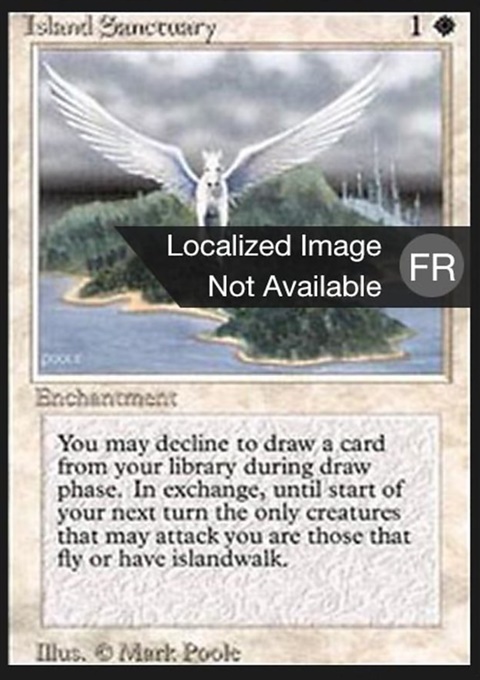 Island Sanctuary 1
Localized Image
Not Available
FR
POOLE
Enchantment
You may decline to draw a card
from your library during draw
phase. In exchange, until start of
your next turn the only creatures
that may attack you are those that
fly or have islandwalk.
Illus. © Mark Poole